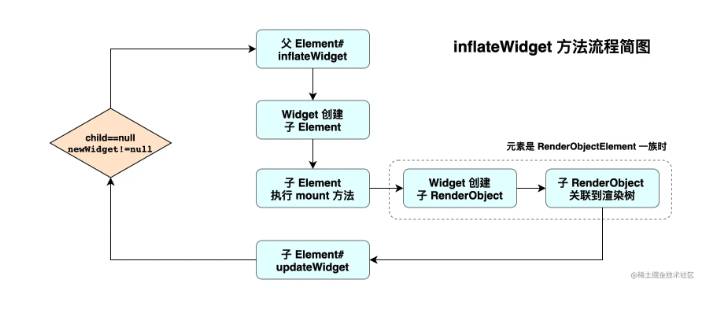 父 Element#
inflateWidget
inflateWidget 方法流程简图
Widget 创建
子 Element
child==null
newWidget!=null
元素是 RenderObjectElement 一族时
子 Element
执行 mount 方法
Widget 创建
子 RenderObject
子 RenderObject
关联到渲染树
子 Element#
updateWidget
@稀土掘金技术社区